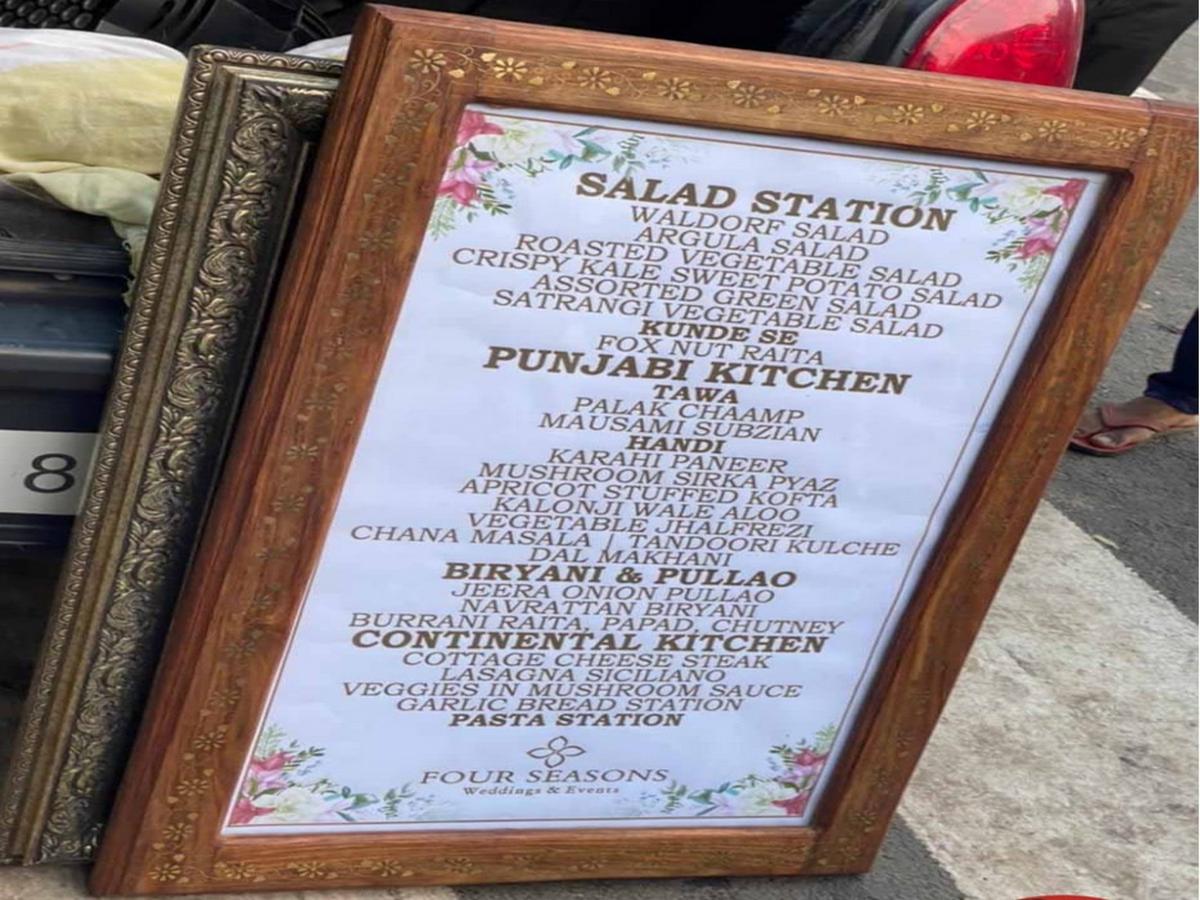 SALAD STATION
WALDORF SALAD
ARGULA SALAD
ROASTED VEGETABLE SALAD
CRISPY KALE SWEET POTATO SALAD
ASSORTED GREEN SALAD
SATRANGI VEGETABLE SALAD
KUNDE SE
FOX NUT RAITA
PUNJABI KITCHEN
TAWA
PALAK CHAAMP
MAUSAMI SUBZIAN
HANDI
KARAHI PANEER
MUSHROOM SIRKA PYAZ
APRICOT STUFFED KOFTA
KALONJI WALE ALOO
VEGETABLE JHALFREZI
CHANA MASALA | TANDOORI KULCHE
DAL MAKHANI
BIRYANI & PULLAO
JEERA ONION PULLAO
NAVRATTAN BIRYANI
BURRANI RAITA, PAPAD, CHUTNEY
CONTINENTAL KITCHEN
COTTAGE CHEESE STEAK
LASAGNA SICILIANO
VEGGIES IN MUSHROOM SAUCE
GARLIC BREAD STATION
PASTA STATION
FOUR SEASONS
Weddings & Events
8